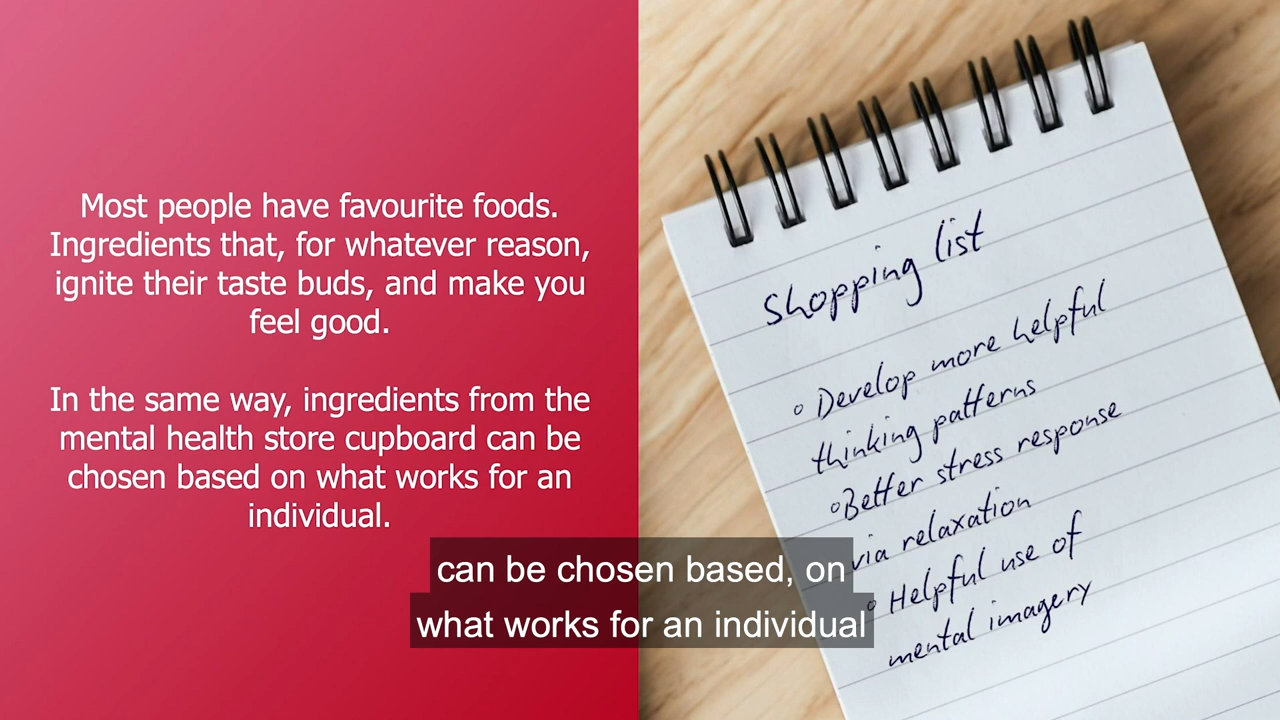 Most people have favourite foods.
Ingredients that, for whatever reason,
ignite their taste buds, and make you
feel good.
In the same way, ingredients from the
mental health store cupboard can be
chosen based on what works for an
individual.
Shopping list
Develop more helpful
thinking patterns
Better stress response
via relaxation
Helpful use of
mental imagery
can be chosen based, on
what works for an individual